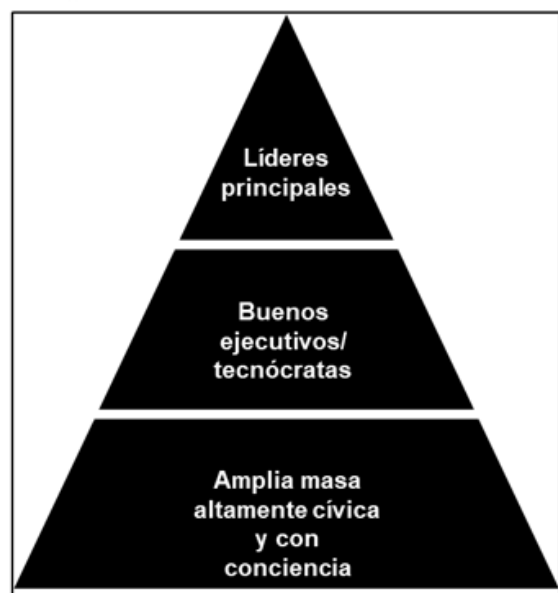 Líderes
principales
Buenos
ejecutivos/
tecnócratas
Amplia masa
altamente cívica
y con
conciencia